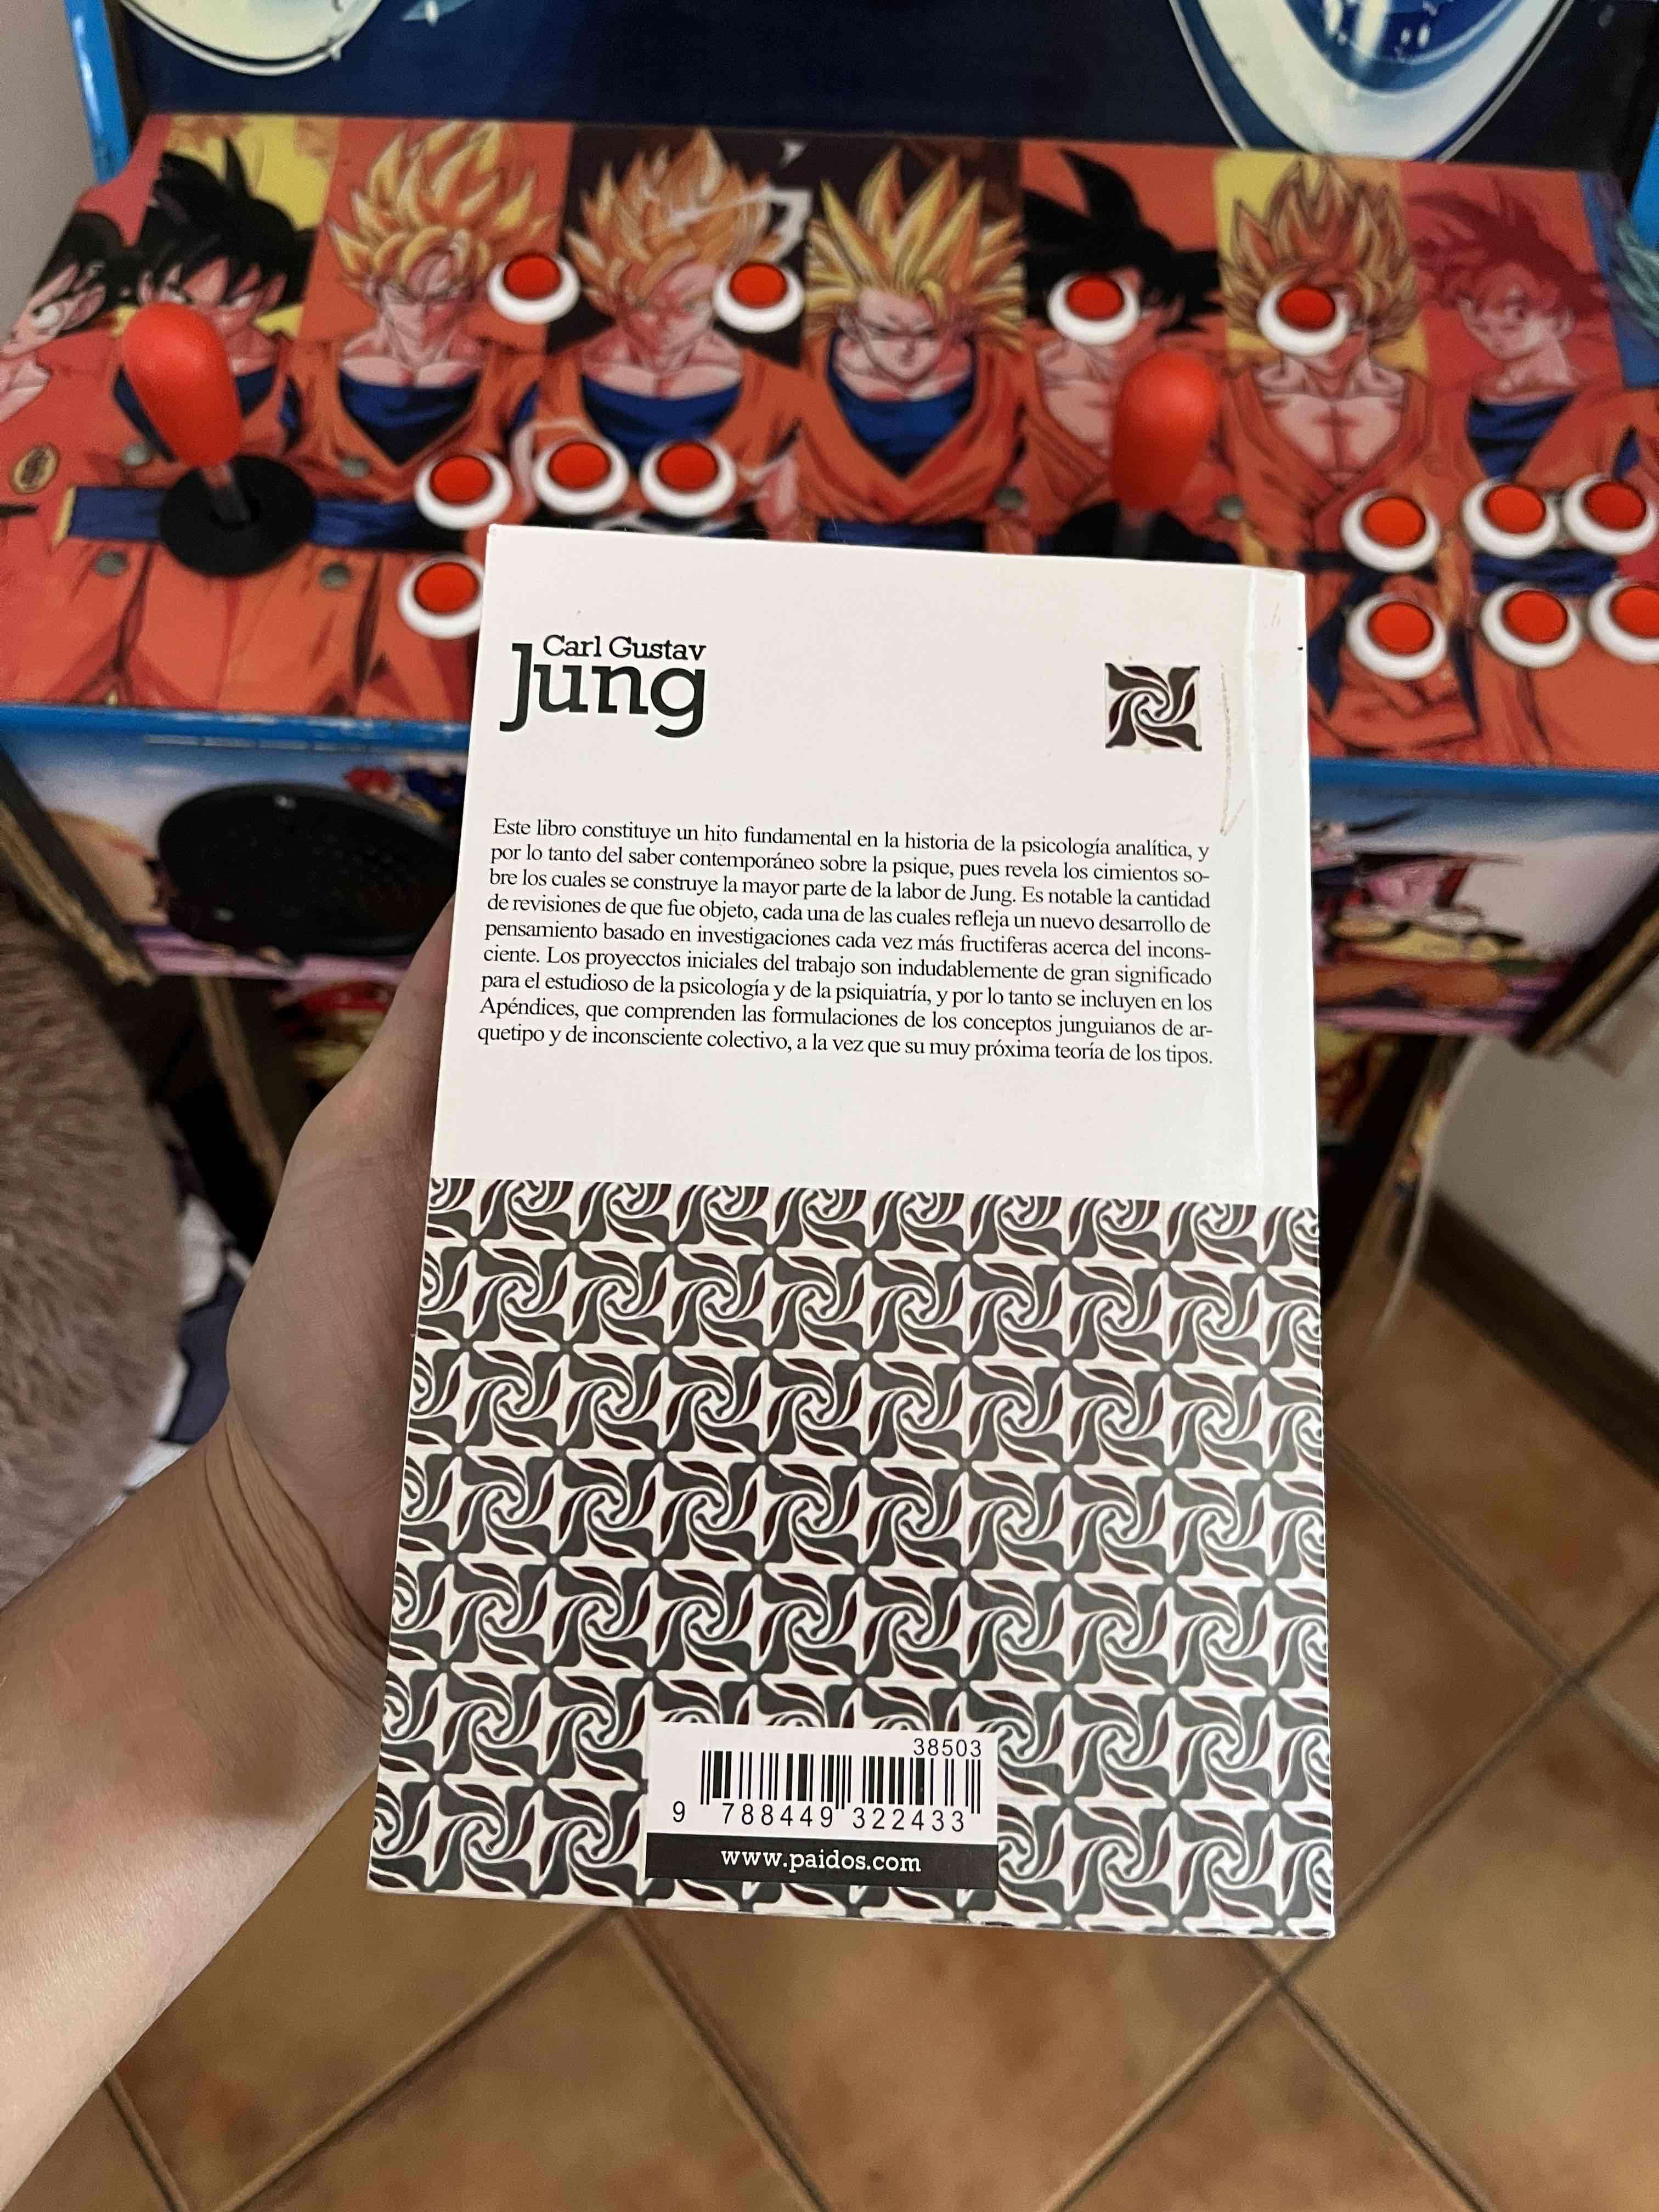 Carl Gustav
Jung
Este libro constituye un hito fundamental en la historia de la psicología analítica, y
por lo tanto del saber contemporáneo sobre la psique, pues revela los cimientos so-
bre los cuales se construye la mayor parte de la labor de Jung. Es notable la cantidad
de revisiones de que fue objeto, cada una de las cuales refleja un nuevo desarrollo de
pensamiento basado en investigaciones cada vez más fructiferas acerca del incons-
ciente. Los proyecctos iniciales del trabajo son indudablemente de gran significado
para el estudioso de la psicología y de la psiquiatría, y por lo tanto se incluyen en los
Apéndices, que comprenden las formulaciones de los conceptos junguianos de ar-
quetipo y de inconsciente colectivo, a la vez que su muy próxima teoría de los tipos.
38503
9 788449 322433
www.paidos.com